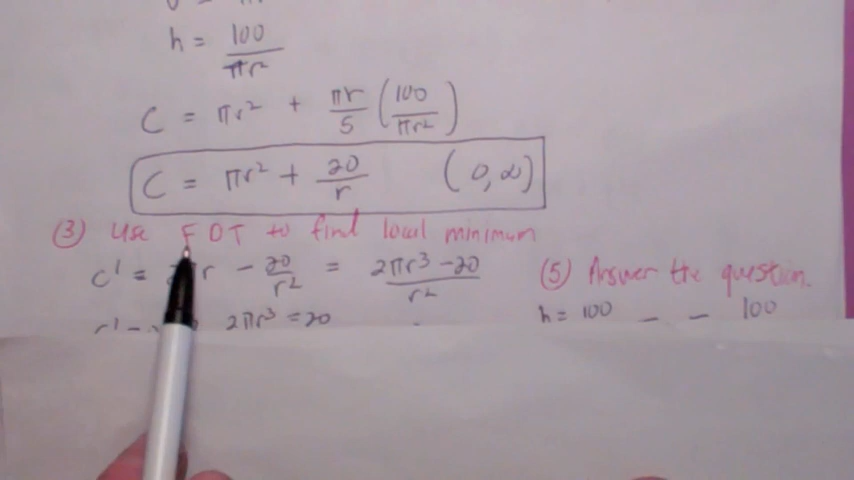 h = 100/πr²
C = πr² + πr/5 (100/πr²)
C = πr² + 20/r (0,∞)
③ Use FDT to find local minimum
C' = r - 20/r² = 2πr³-20/r²
2πr³ = 20
⑤ Answer the question.
h = 100 _ _ 100